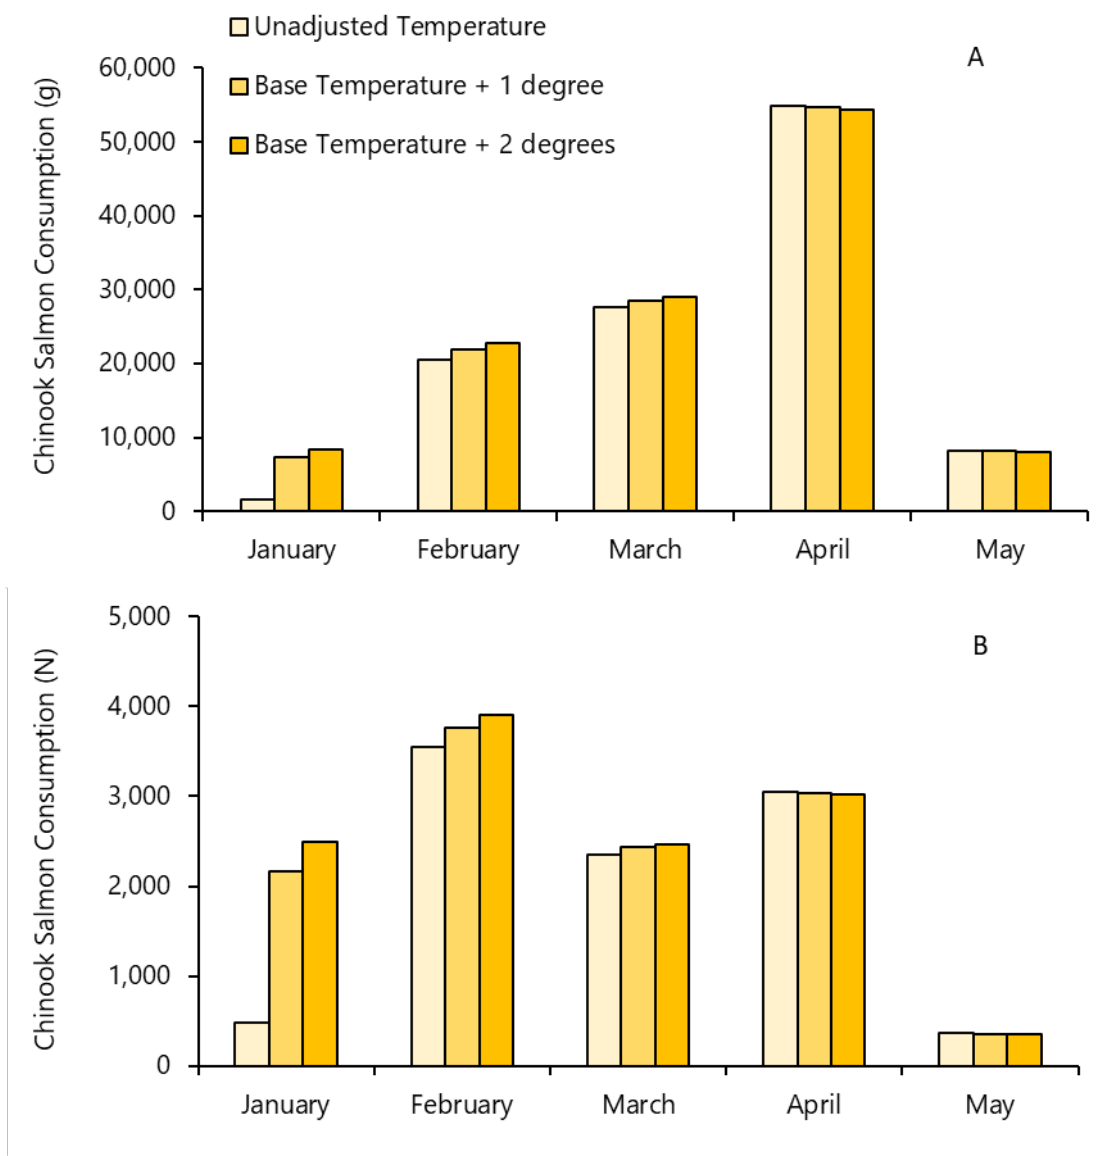 Unadjusted Temperature
Base Temperature + 1 degree
Base Temperature + 2 degrees
A
Chinook Salmon Consumption (g)
60,000
50,000
40,000
30,000
20,000
10,000
0
January February March April May
B
Chinook Salmon Consumption (N)
5,000
4,000
3,000
2,000
1,000
0
January February March April May